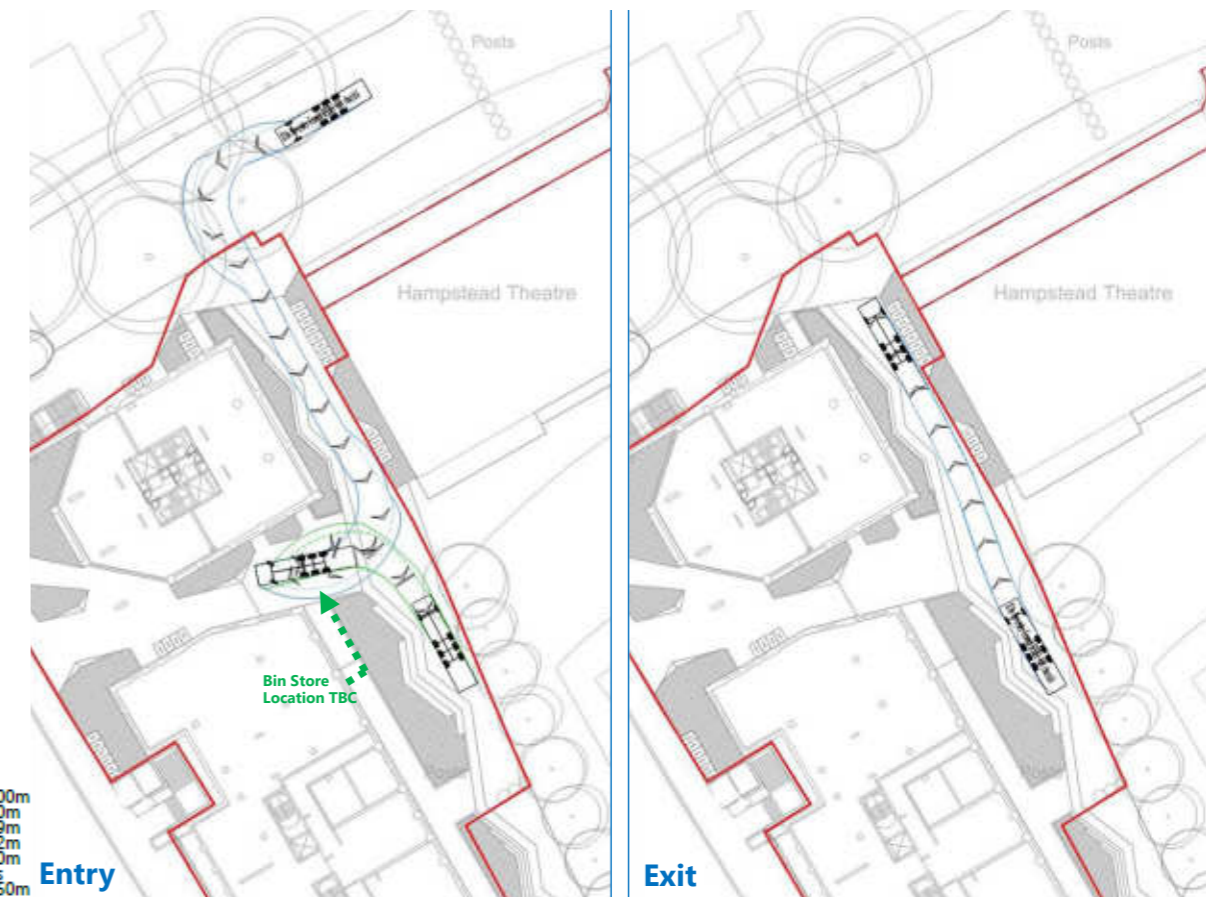 Posts
Hampstead Theatre
Bin Store
Location TBC
Entry
Posts
Hampstead Theatre
Exit